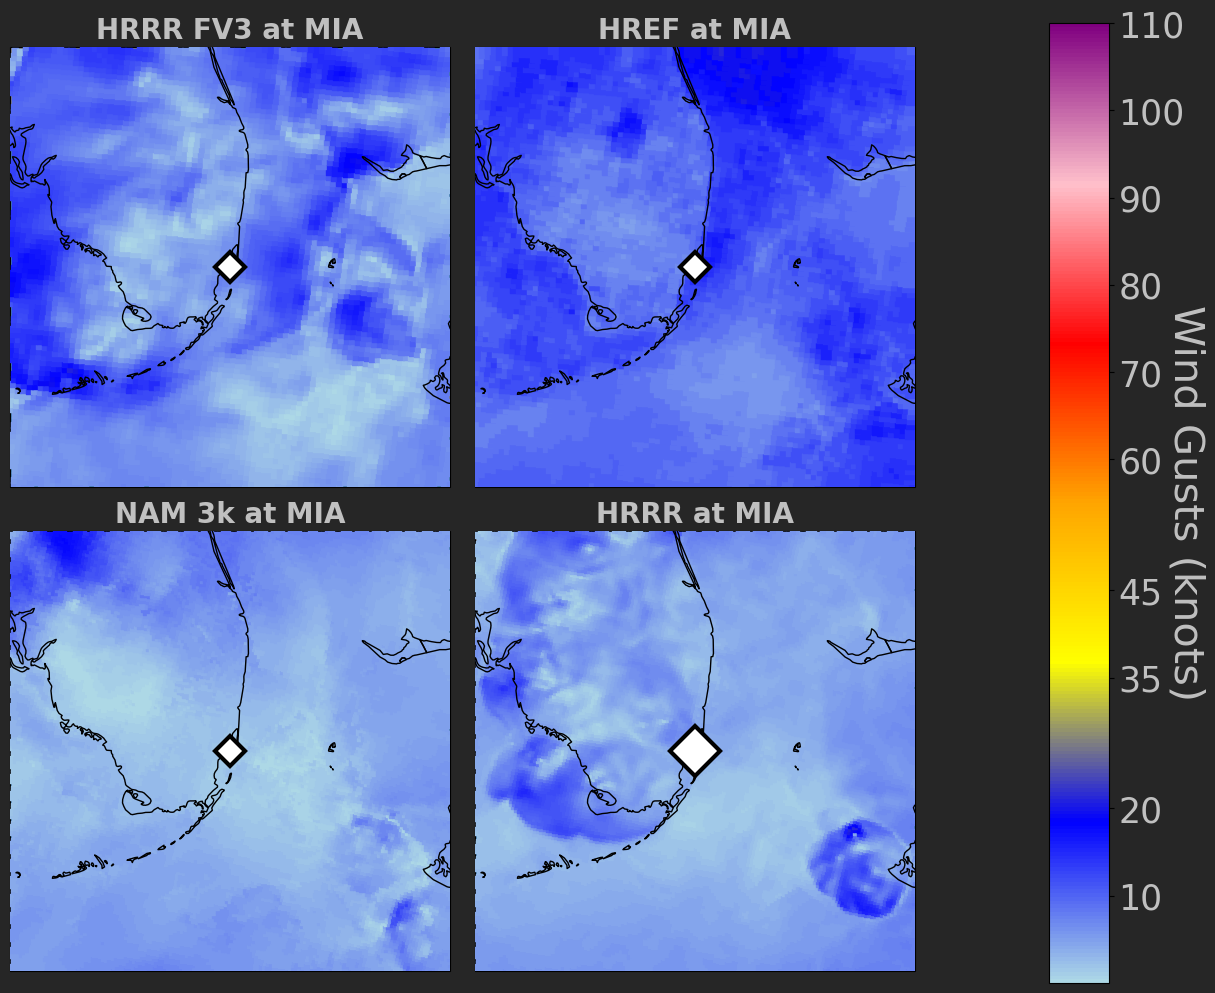 HRRR FV3 at MIA
HREF at MIA
NAM 3k at MIA
HRRR at MIA
110
100
90
80
70
60
45
35
20
10
Wind Gusts (knots)